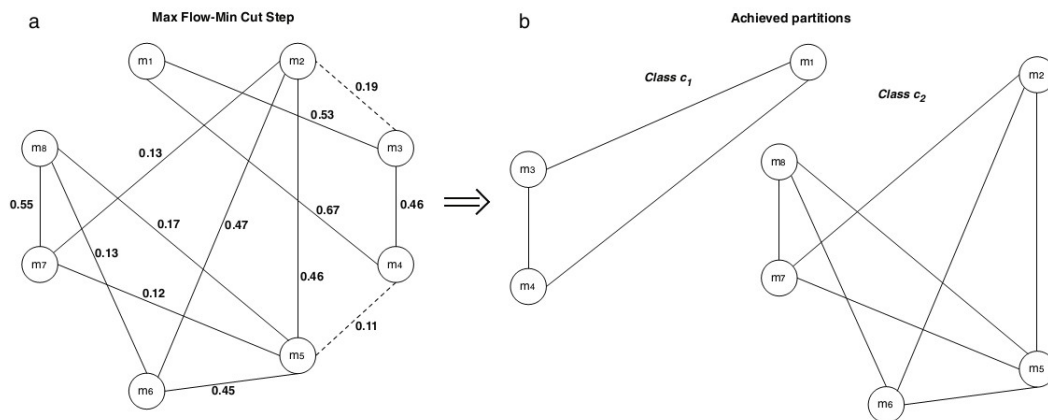 a
Max Flow-Min Cut Step
m1
m2
0.19
0.53
m8
m3
0.13
0.55
0.17
0.47
0.67
0.46
m7
0.13
m4
0.12
0.46
0.11
m5
m6
0.45
b
Achieved partitions
m1
Class c1
m2
Class c2
m3
m8
m4
m7
m5
m6